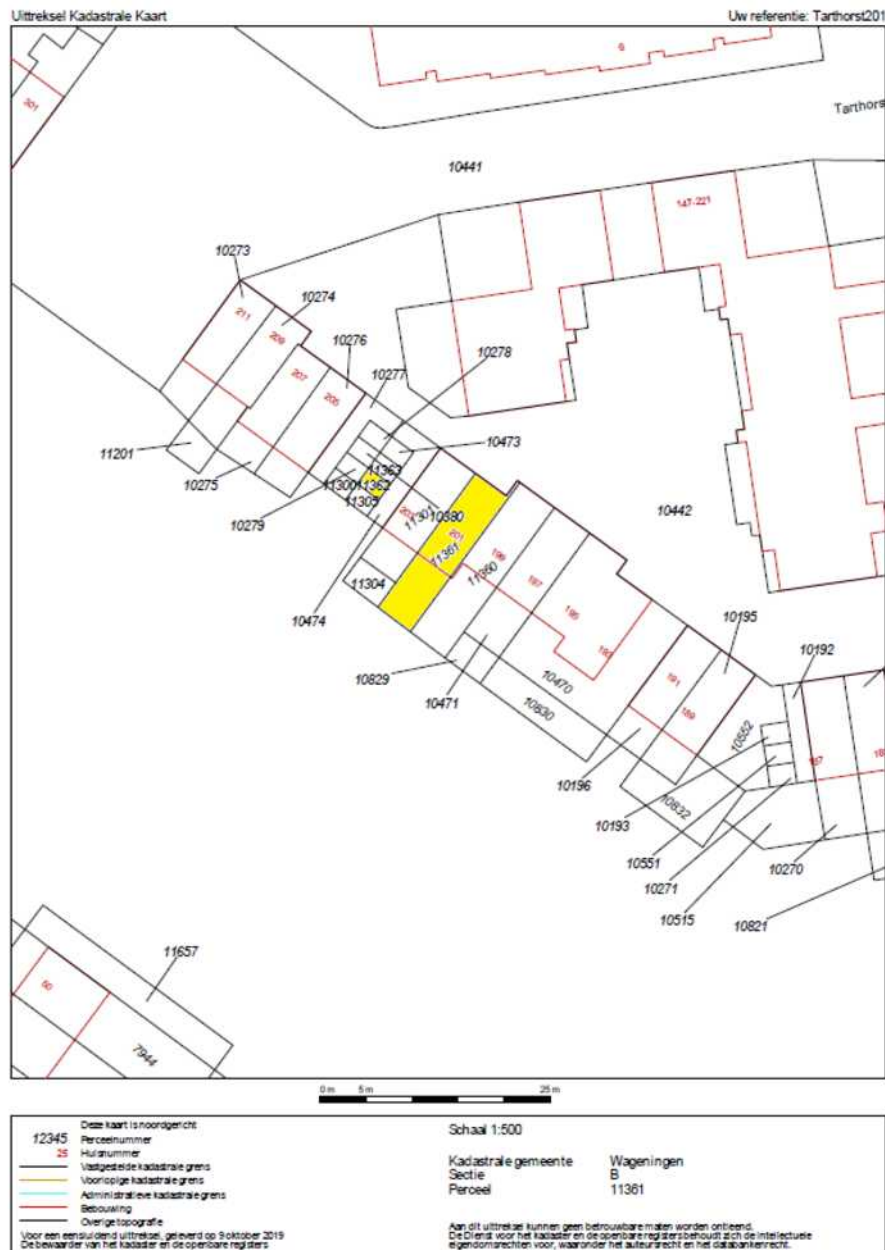 Uittreksel Kadastrale Kaart Uw referentie: Tarthorst201
6
301
Tarthors
10441
147-221
10273
211
10274
209
10276
207
10278
10277
205
10473
11201
11363
10275
11300
11362
11305
10279
203
11301
10380
10442
201
11361
199
11360
197
11304
195
10474
193
10195
10192
10829
10471
10470
191
10830
189
10552
187
10196
10832
10193
10551
10271
10270
10515
10821
11657
50
7944
0 m 5 m 25 m
Deze kaart is noordgericht
12345 Perceelnummer
25 Huisnummer
Vastgestelde kadastrale grens
Voorlopige kadastrale grens
Administratieve kadastrale grens
Bebouwing
Overige topografie
Voor een eensluidend uittreksel, geleverd op 9 oktober 2019
De bewaarder van het kadaster en de openbare registers
Schaal 1:500
Kadastrale gemeente Wageningen
Sectie B
Perceel 11361
Aan dit uittreksel kunnen geen betrouwbare maten worden ontleend.
De Dienst voor het kadaster en de openbare registers behoudt zich de intellectuele
eigendomsrechten voor, waaronder het auteursrecht en het databankenrecht.